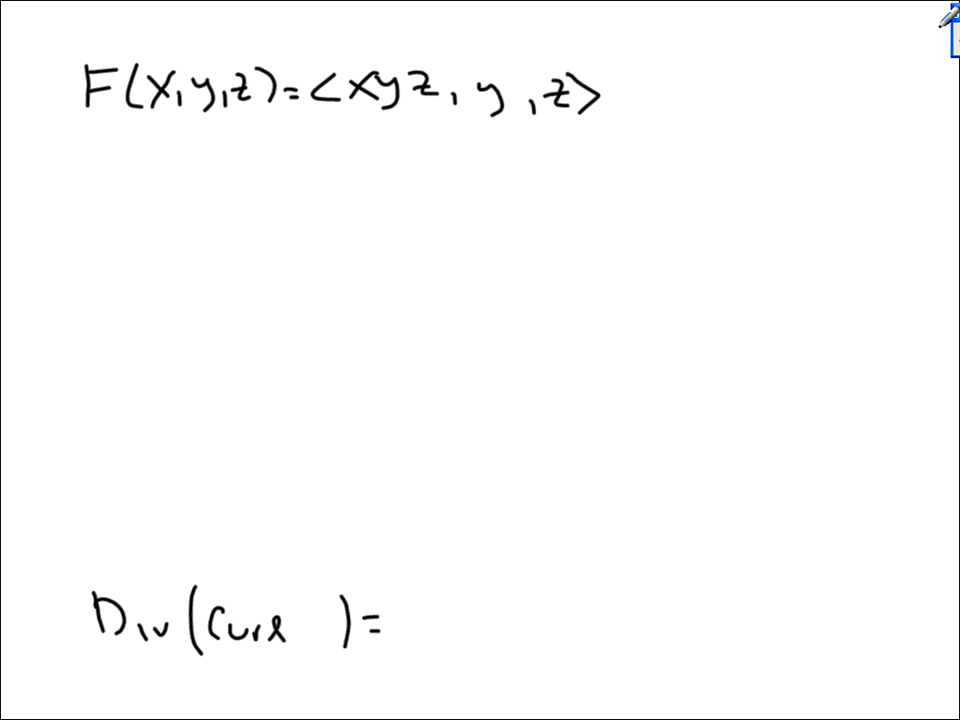 F(x,y,z)=<xyz, y, z>
Div(Curl )=